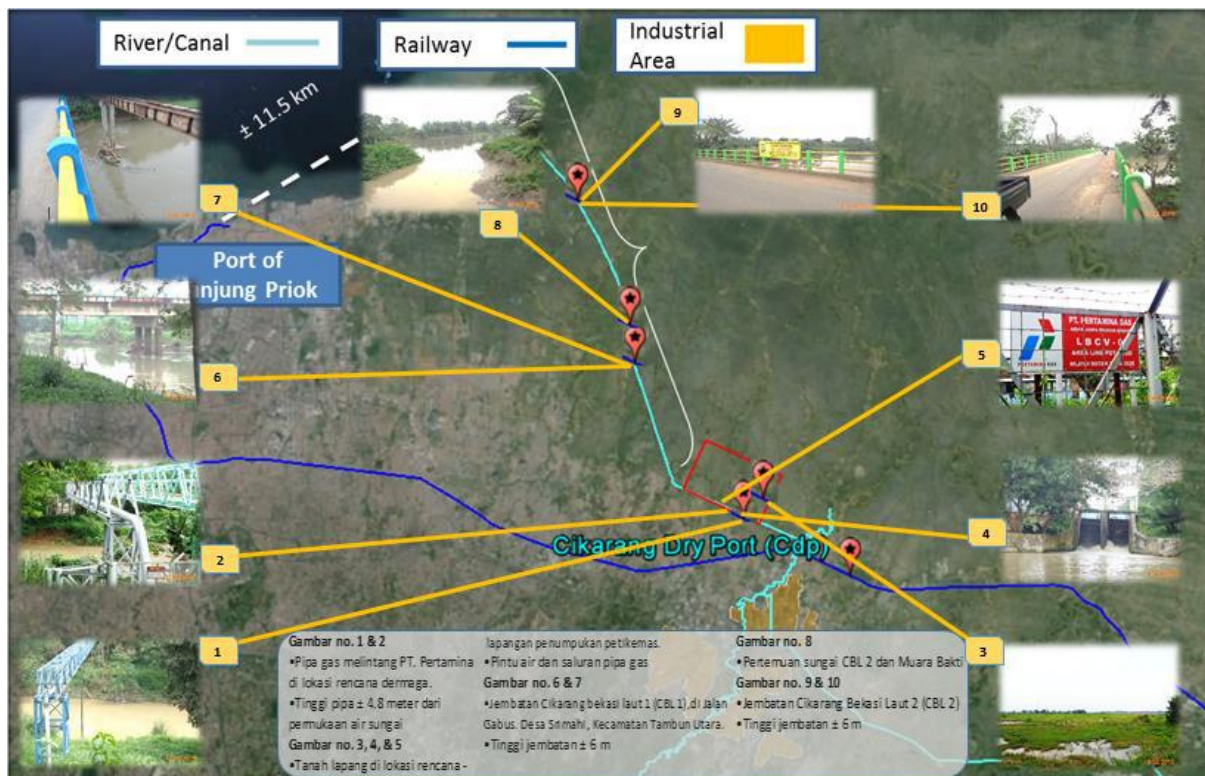 River/Canal
Railway
Industrial
Area
± 11.5 km
9
7
8
10
Port of
njung Priok
5
6
PT. PERTAMINA GAS
LBCV-0
2
4
Cikarang Dry Port (Cdp)
1
3
Gambar no. 1 & 2
•Pipa gas melintang PT. Pertamina
di lokasi rencana dermaga.
•Tinggi pipa ± 4.8 meter dari
permukaan air sungai
Gambar no. 3, 4, & 5
•Tanah lapang di lokasi rencana -
lapangan penumpukan petikemas.
•Pintu air dan saluran pipa gas
Gambar no. 6 & 7
•Jembatan Cikarang bekasi laut 1 (CBL 1), di Jalan
Gabus. Desa Srimahi, Kecamatan Tambun Utara.
•Tinggi jembatan ± 6 m
Gambar no. 8
•Pertemuan sungai CBL 2 dan Muara Bakti
Gambar no. 9 & 10
•Jembatan Cikarang Bekasi Laut 2 (CBL 2)
•Tinggi jembatan ± 6 m